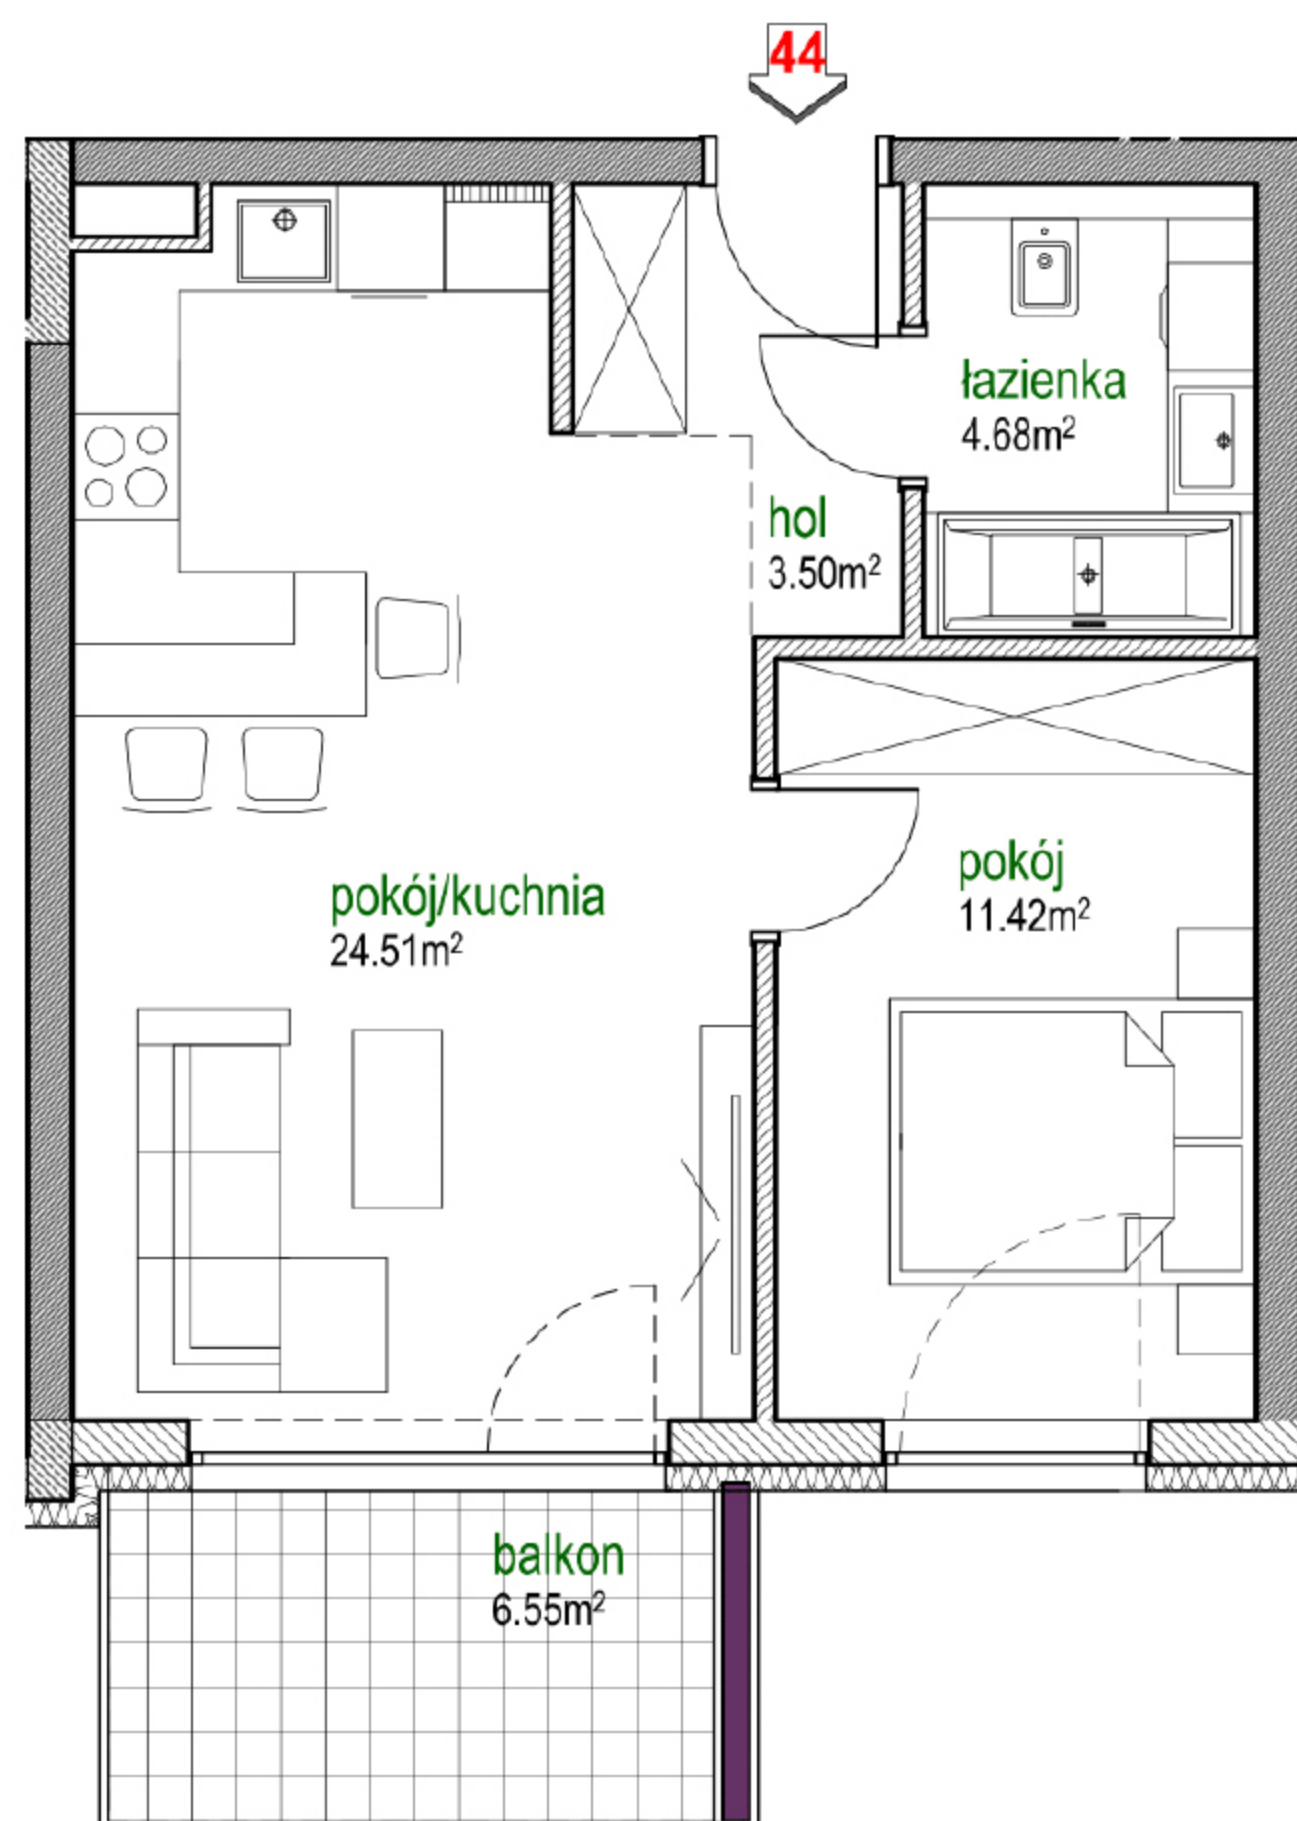 44
łazienka
4.68m²
hol
3.50m²
pokój
11.42m²
pokój/kuchnia
24.51m²
balkon
6.55m²